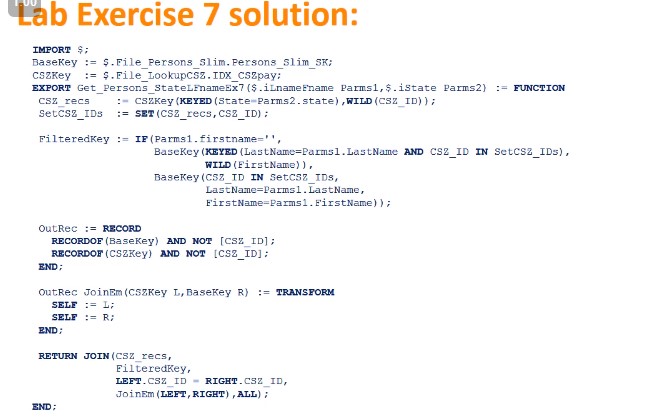 1:00
Lab Exercise 7 solution:
IMPORT $;
BaseKey := $.File_Persons_Slim.Persons_Slim_SK;
CSZKey := $.File_LookupCSZ.IDX_CSZpay;
EXPORT Get_Persons_StateLFnameEx7($.iLnameFname Parms1,$.iState Parms2) := FUNCTION
CSZ_recs := CSZKey(KEYED(State=Parms2.state),WILD(CSZ_ID));
SetCSZ_IDs := SET(CSZ_recs,CSZ_ID);
FilteredKey := IF(Parms1.firstname='',
BaseKey(KEYED(LastName=Parms1.LastName AND CSZ_ID IN SetCSZ_IDs),
WILD(FirstName)),
BaseKey(CSZ_ID IN SetCSZ_IDs,
LastName=Parms1.LastName,
FirstName=Parms1.FirstName));
OutRec := RECORD
RECORDOF(BaseKey) AND NOT [CSZ_ID];
RECORDOF(CSZKey) AND NOT [CSZ_ID];
END;
OutRec JoinEm(CSZKey L,BaseKey R) := TRANSFORM
SELF := L;
SELF := R;
END;
RETURN JOIN(CSZ_recs,
FilteredKey,
LEFT.CSZ_ID = RIGHT.CSZ_ID,
JoinEm(LEFT,RIGHT),ALL);
END;